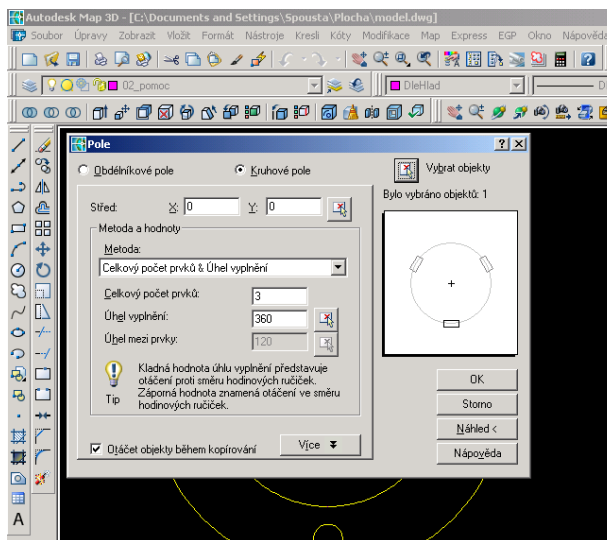 Autodesk Map 3D - [C:\Documents and Settings\Spousta\Plocha\model.dwg]
Soubor Úpravy Zobrazit Vložit Formát Nástroje Kresli Kóty Modifikace Map Express EGP Okno Nápověda
02_pomoc DleHlad D
Pole
Obdélníkové pole Kruhové pole Vybrat objekty
Bylo vybráno objektů: 1
Střed: X: 0 Y: 0
Metoda a hodnoty
Metoda:
Celkový počet prvků & Úhel vyplnění
Celkový počet prvků: 3
Úhel vyplnění: 360
Úhel mezi prvky: 120
Kladná hodnota úhlu vyplnění představuje
otáčení proti směru hodinových ručiček.
Tip Záporná hodnota znamená otáčení ve směru
hodinových ručiček.
OK
Storno
Náhled <
Nápověda
Otáčet objekty během kopírování Více
A